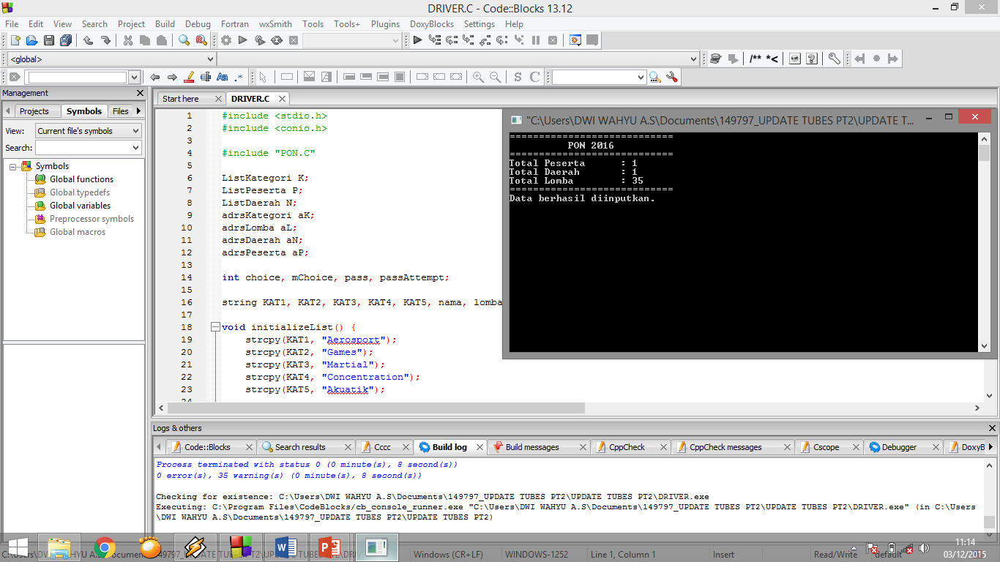 DRIVER.C - Code::Blocks 13.12
File Edit View Search Project Build Debug Fortran wxSmith Tools Tools+ Plugins DoxyBlocks Settings Help
<global>
/** *<
Aa .*
S C
Management
Projects Symbols Files
View: Current file's symbols
Search:
Symbols
Global functions
Global typedefs
Global variables
Preprocessor symbols
Global macros
Start here DRIVER.C
1 #include <stdio.h>
2 #include <conio.h>
3
4 #include "PON.C"
5
6 ListKategori K;
7 ListPeserta P;
8 ListDaerah N;
9 adrsKategori aK;
10 adrsLomba aL;
11 adrsDaerah aN;
12 adrsPeserta aP;
13
14 int choice, mChoice, pass, passAttempt;
15
16 string KAT1, KAT2, KAT3, KAT4, KAT5, nama, lomba
17
18 void initializeList() {
19 strcpy(KAT1, "Aerosport");
20 strcpy(KAT2, "Games");
21 strcpy(KAT3, "Martial");
22 strcpy(KAT4, "Concentration");
23 strcpy(KAT5, "Akuatik");
"C:\Users\DWI WAHYU A.S\Documents\149797_UPDATE TUBES PT2\UPDATE T...
============================
PON 2016
============================
Total Peserta : 1
Total Daerah : 1
Total Lomba : 35
============================
Data berhasil diinputkan.
Logs & others
Code::Blocks Search results Cccc Build log Build messages CppCheck CppCheck messages Cscope Debugger DoxyB
Process terminated with status 0 (0 minute(s), 8 second(s))
0 error(s), 35 warning(s) (0 minute(s), 8 second(s))
Checking for existence: C:\Users\DWI WAHYU A.S\Documents\149797_UPDATE TUBES PT2\UPDATE TUBES PT2\DRIVER.exe
Executing: C:\Program Files\CodeBlocks/cb_console_runner.exe "C:\Users\DWI WAHYU A.S\Documents\149797_UPDATE TUBES PT2\UPDATE TUBES PT2\DRIVER.exe" (in C:\Users
\DWI WAHYU A.S\Documents\149797_UPDATE TUBES PT2\UPDATE TUBES PT2)
Windows (CR+LF) WINDOWS-1252 Line 1, Column 1 Insert Read/Write default
11:14
03/12/2015